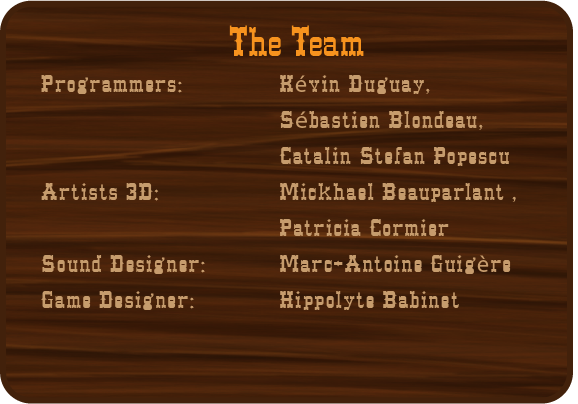 The Team
Programmers: Kévin Duguay,
Sébastien Blondeau,
Catalin Stefan Popescu
Artists 3D: Mickhael Beauparlant ,
Patricia Cormier
Sound Designer: Marc-Antoine Guigère
Game Designer: Hippolyte Babinet